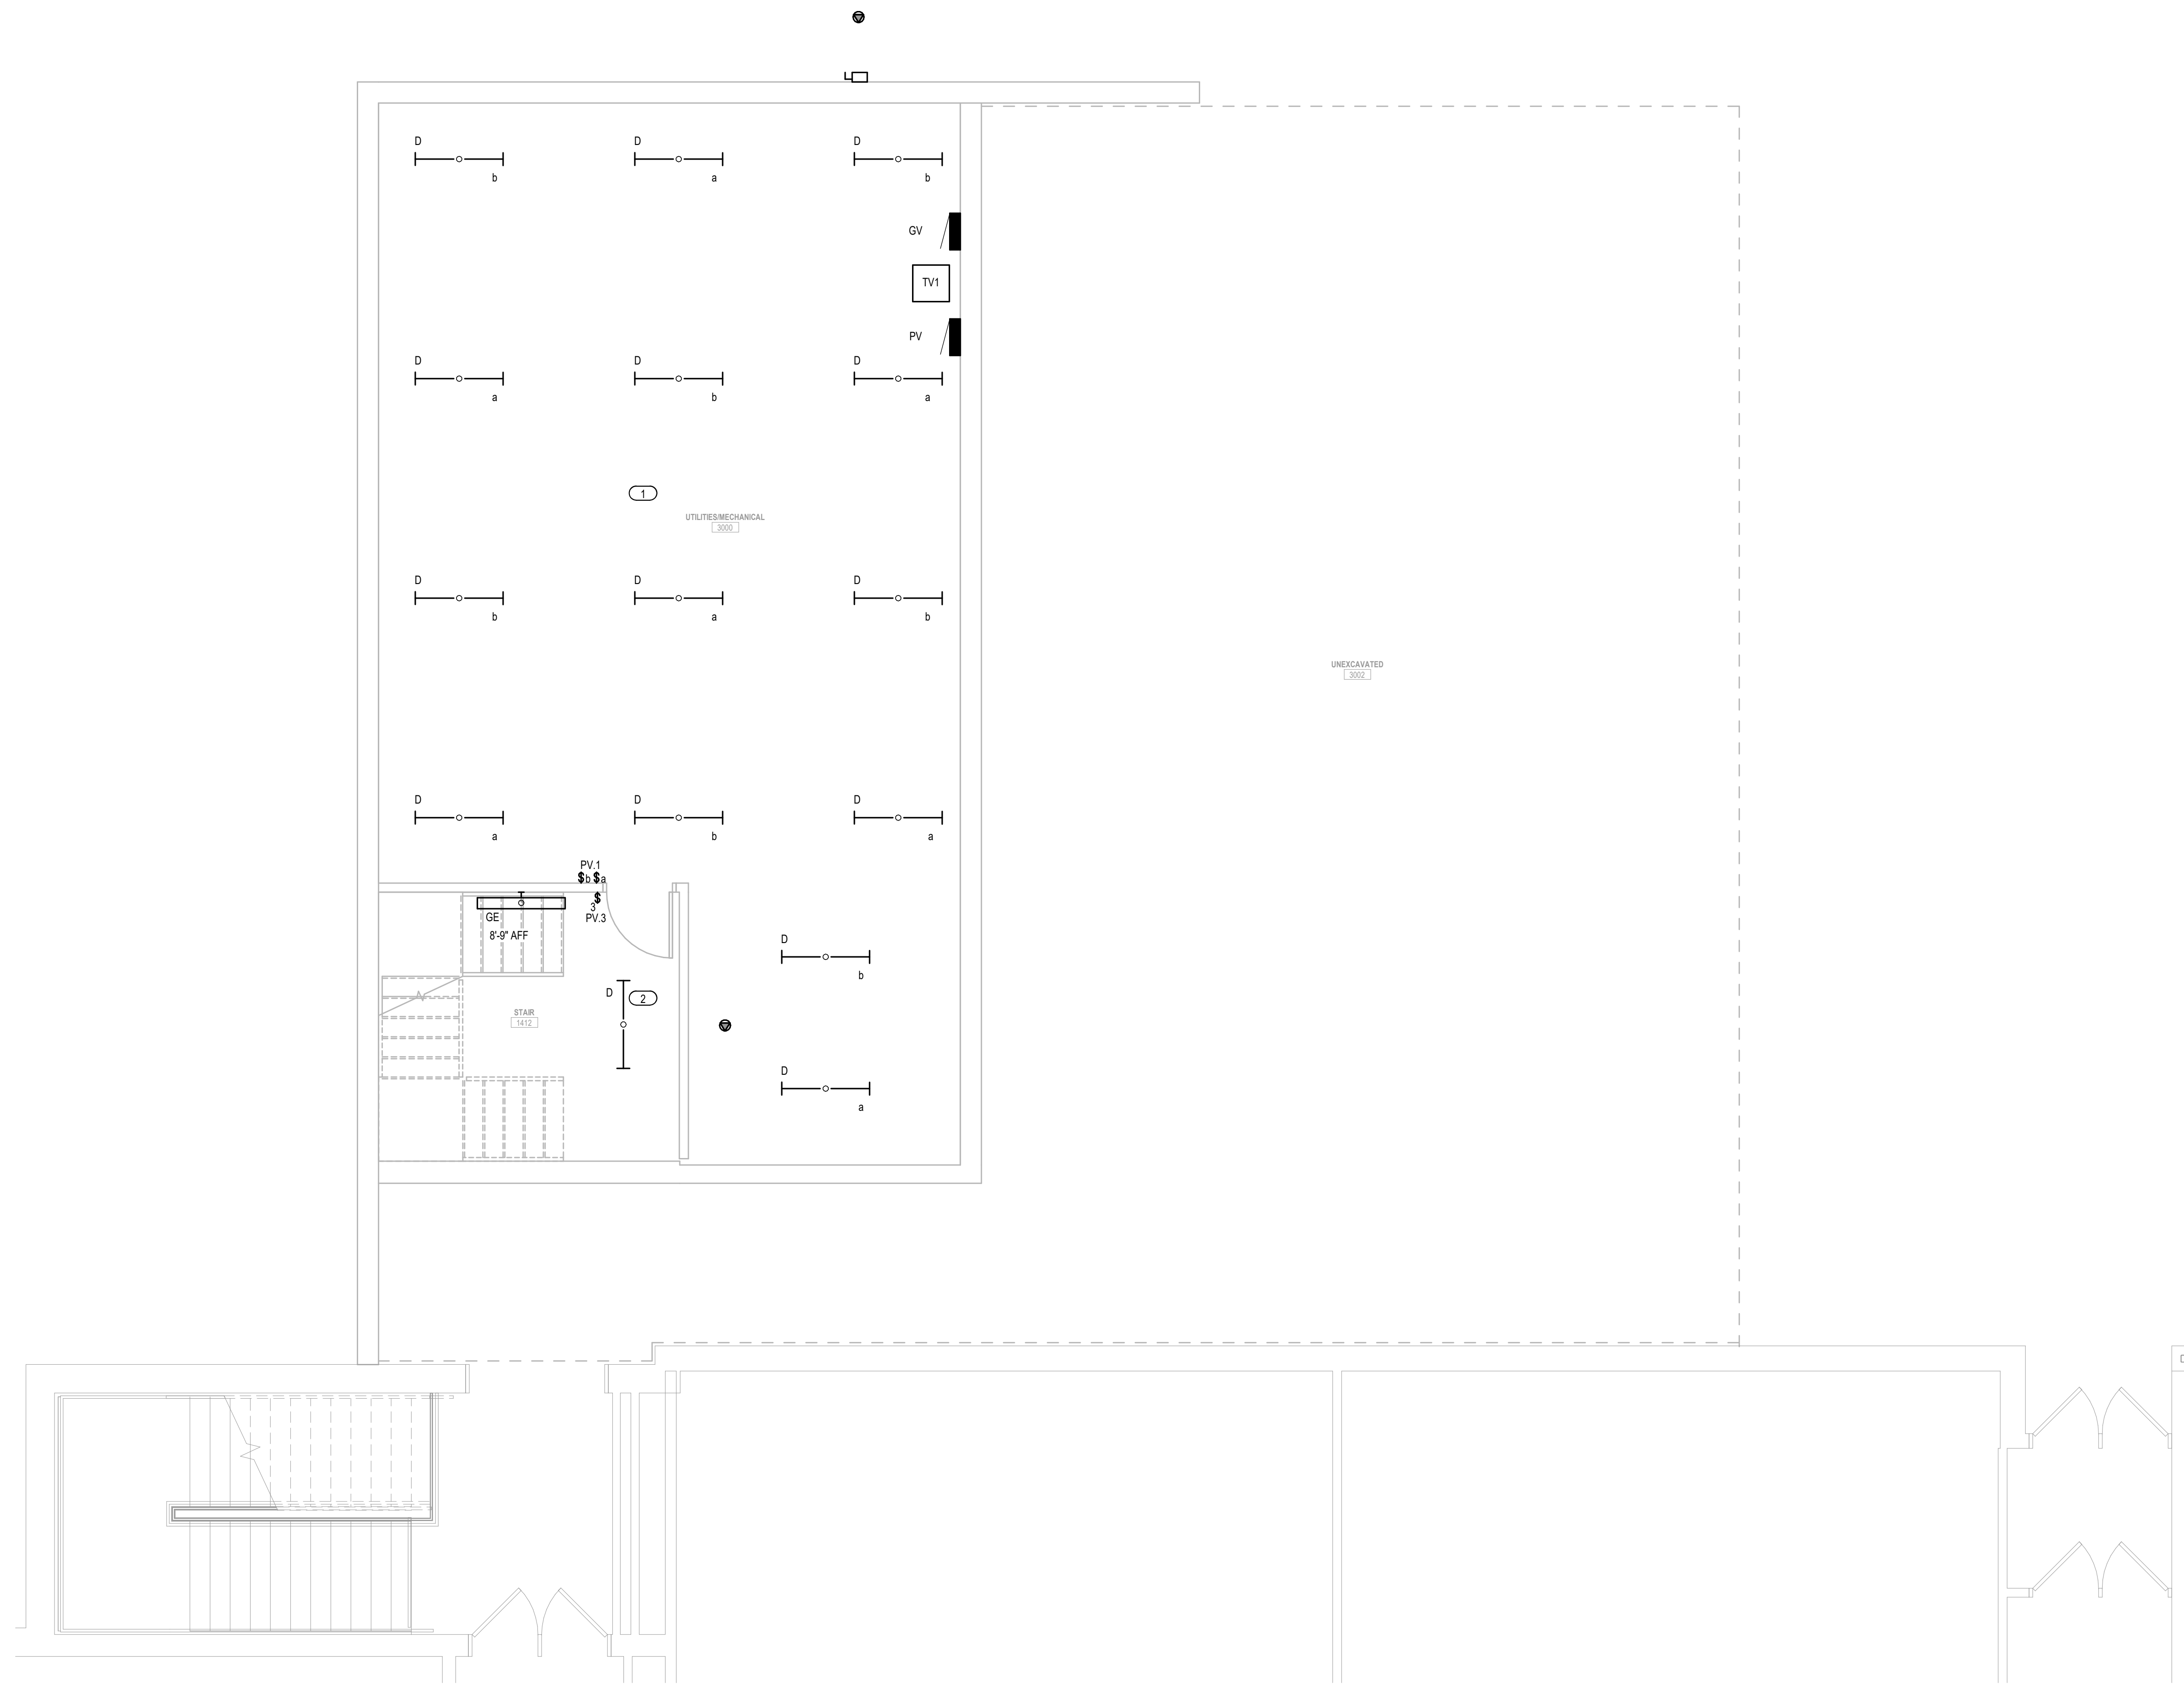 D
D
D
b
a
b
GV
TV1
PV
D
D
D
a
b
a
1
UTILITIES/MECHANICAL
3000
D
D
D
b
a
b
UNEXCAVATED
3002
D
D
D
a
b
a
PV.1
$b $a
$
3
PV.3
GE
8'-9" AFF
D
b
D
2
STAIR
1412
D
a